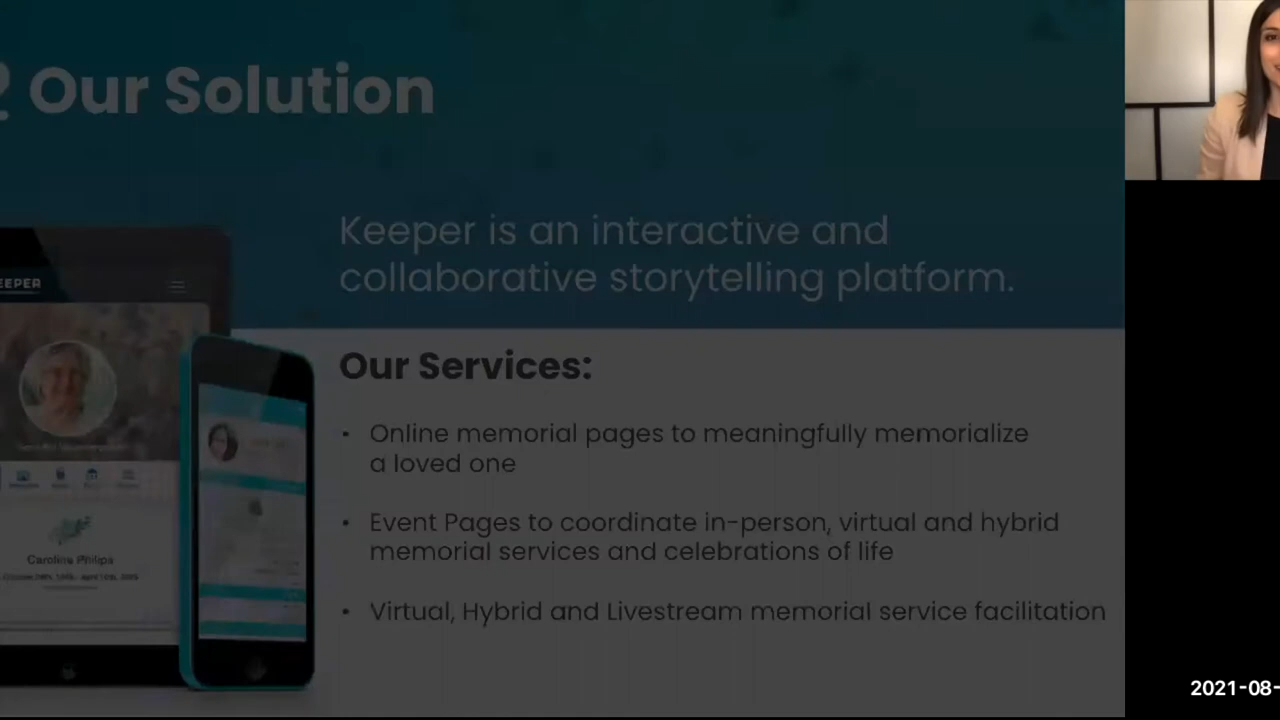 Our Solution
Keeper is an interactive and
collaborative storytelling platform.
EEPER
Our Services:
• Online memorial pages to meaningfully memorialize
a loved one
• Event Pages to coordinate in-person, virtual and hybrid
memorial services and celebrations of life
• Virtual, Hybrid and Livestream memorial service facilitation
Caroline Philips
2021-08-